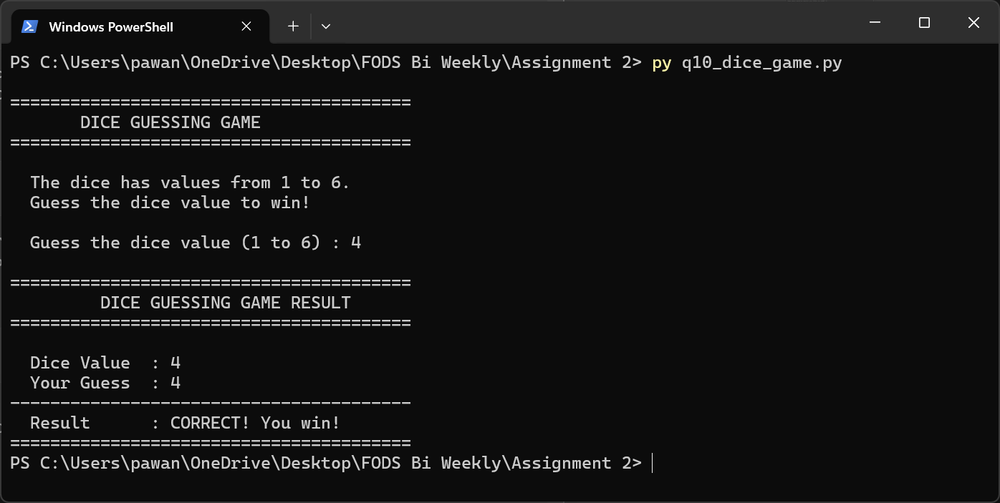 Windows PowerShell
PS C:\Users\pawan\OneDrive\Desktop\FODS Bi Weekly\Assignment 2> py q10_dice_game.py
========================================
DICE GUESSING GAME
========================================
The dice has values from 1 to 6.
Guess the dice value to win!
Guess the dice value (1 to 6) : 4
========================================
DICE GUESSING GAME RESULT
========================================
Dice Value  : 4
Your Guess  : 4
----------------------------------------
Result      : CORRECT! You win!
========================================
PS C:\Users\pawan\OneDrive\Desktop\FODS Bi Weekly\Assignment 2>